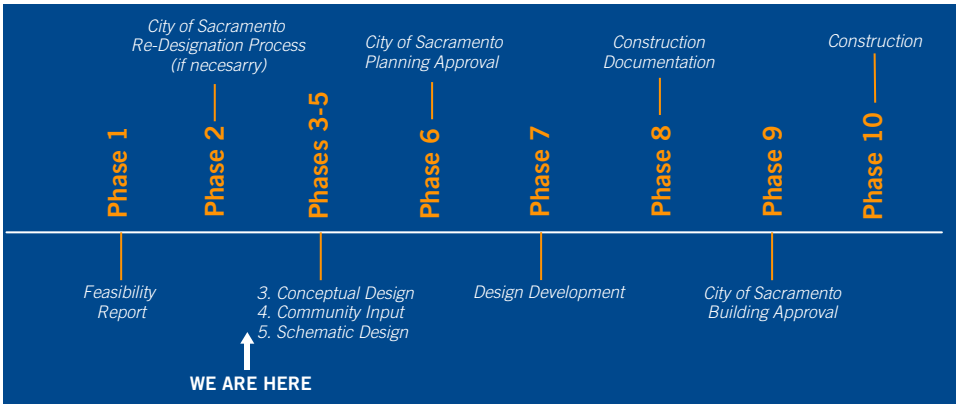 City of Sacramento
Re-Designation Process
(if necesarry)
City of Sacramento
Planning Approval
Construction
Documentation
Construction
Phase 1
Phase 2
Phases 3-5
Phase 6
Phase 7
Phase 8
Phase 9
Phase 10
Feasibility
Report
3. Conceptual Design
4. Community Input
5. Schematic Design
Design Development
City of Sacramento
Building Approval
WE ARE HERE